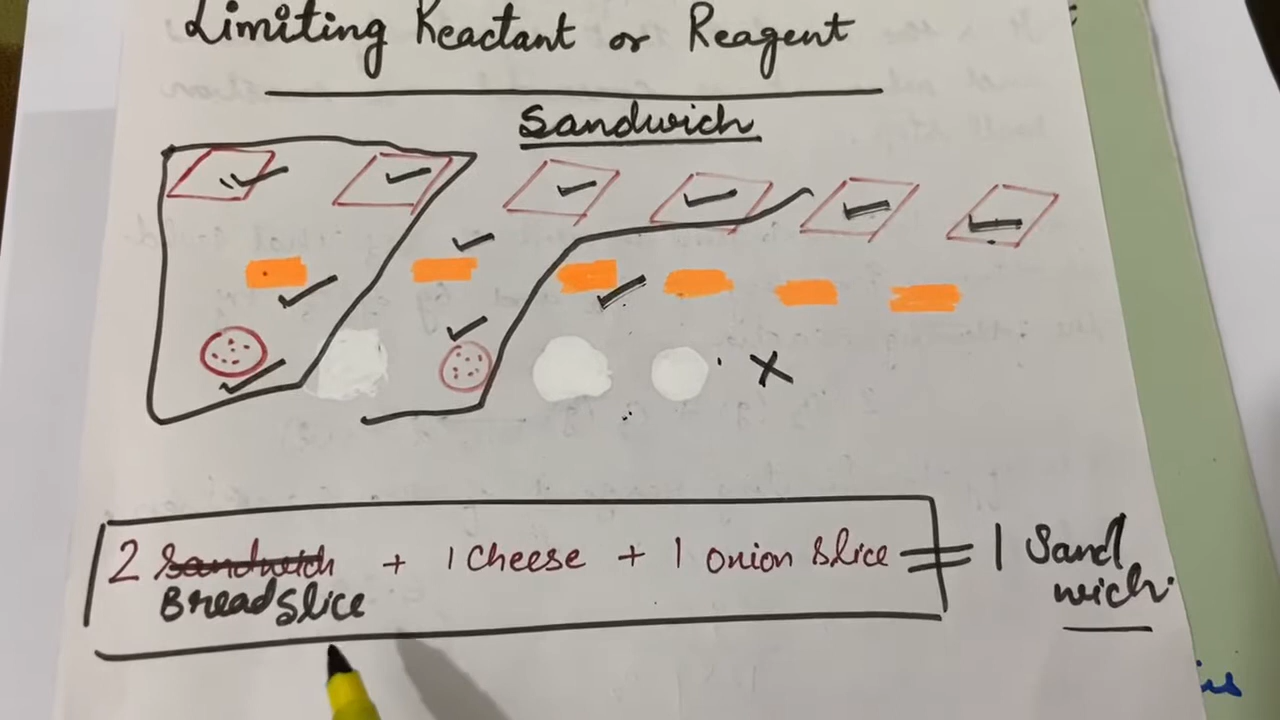 Limiting Reactant or Reagent
Sandwich
2 Sandwich + 1 Cheese + 1 Onion Slice = 1 Sand
Bread Slice wich.